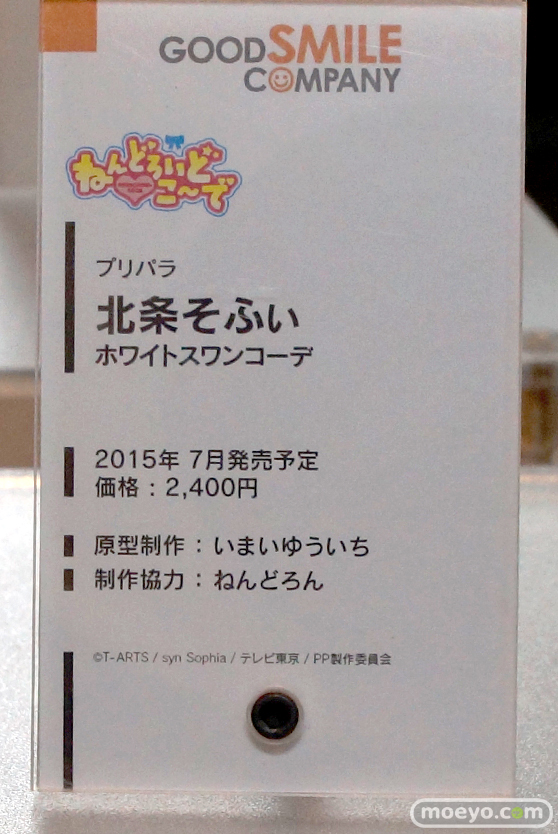 GOOD SMILE
COMPANY
ねんどろいど
こ〜で
プリパラ
北条そふぃ
ホワイトスワンコーデ
2015年 7月発売予定
価格：2,400円
原型制作：いまいゆういち
制作協力：ねんどろん
©T-ARTS / syn Sophia / テレビ東京 / PP製作委員会
moeyo.com